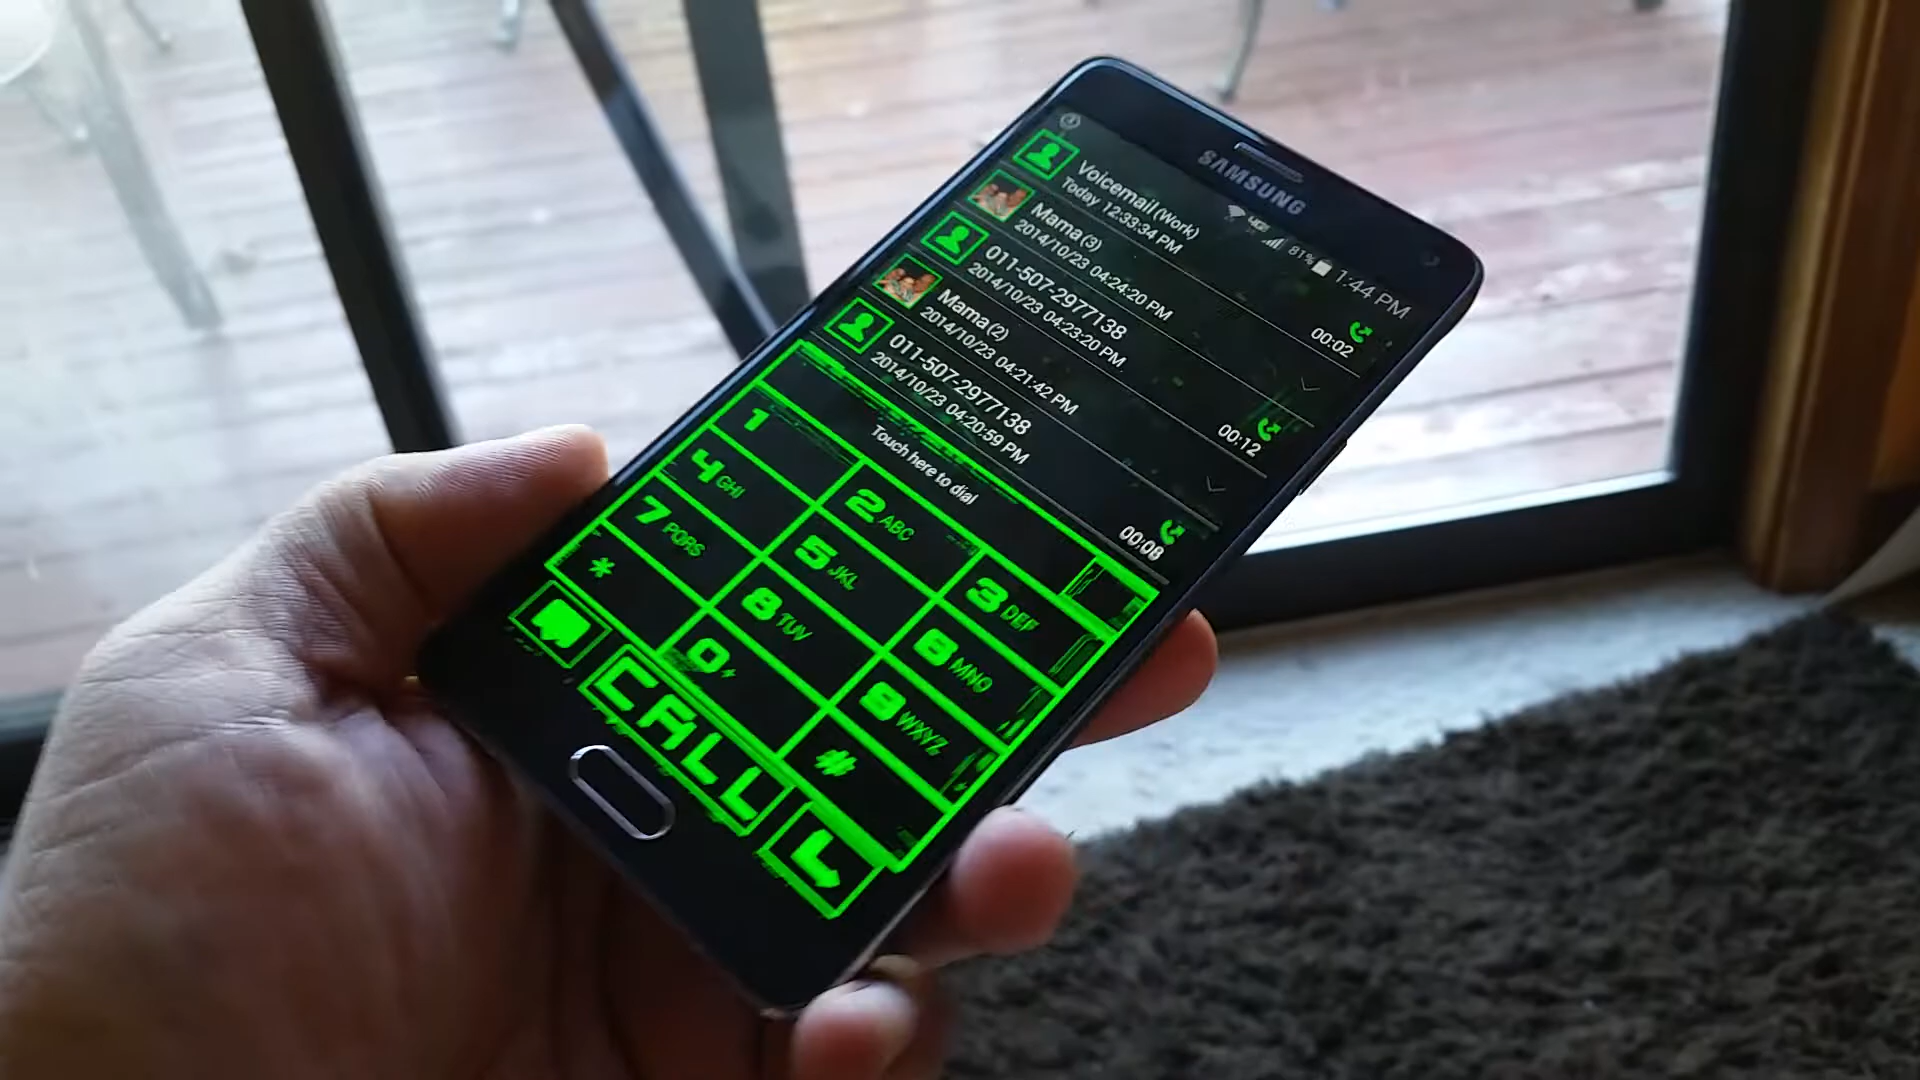 SAMSUNG
81% 1:44 PM
Voicemail (Work)
Today 12:33:34 PM
00:02
Mama (3)
2014/10/23 04:24:20 PM
011-507-2977138
2014/10/23 04:23:20 PM
00:12
Mama (2)
2014/10/23 04:21:42 PM
011-507-2977138
2014/10/23 04:20:59 PM
00:08
Touch here to dial
1
2 ABC
3 DEF
4 GHI
5 JKL
6 MNO
7 PQRS
8 TUV
9 WXYZ
*
0+
#
CALL